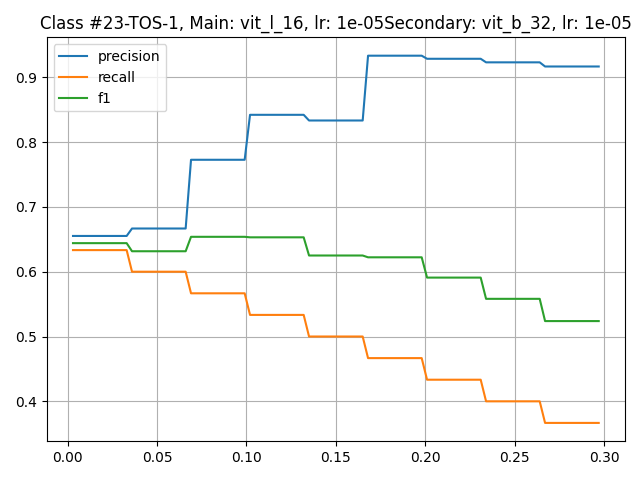 Class #23-TOS-1, Main: vit_l_16, lr: 1e-05Secondary: vit_b_32, lr: 1e-05
precision
recall
f1
0.9
0.8
0.7
0.6
0.5
0.4
0.00 0.05 0.10 0.15 0.20 0.25 0.30